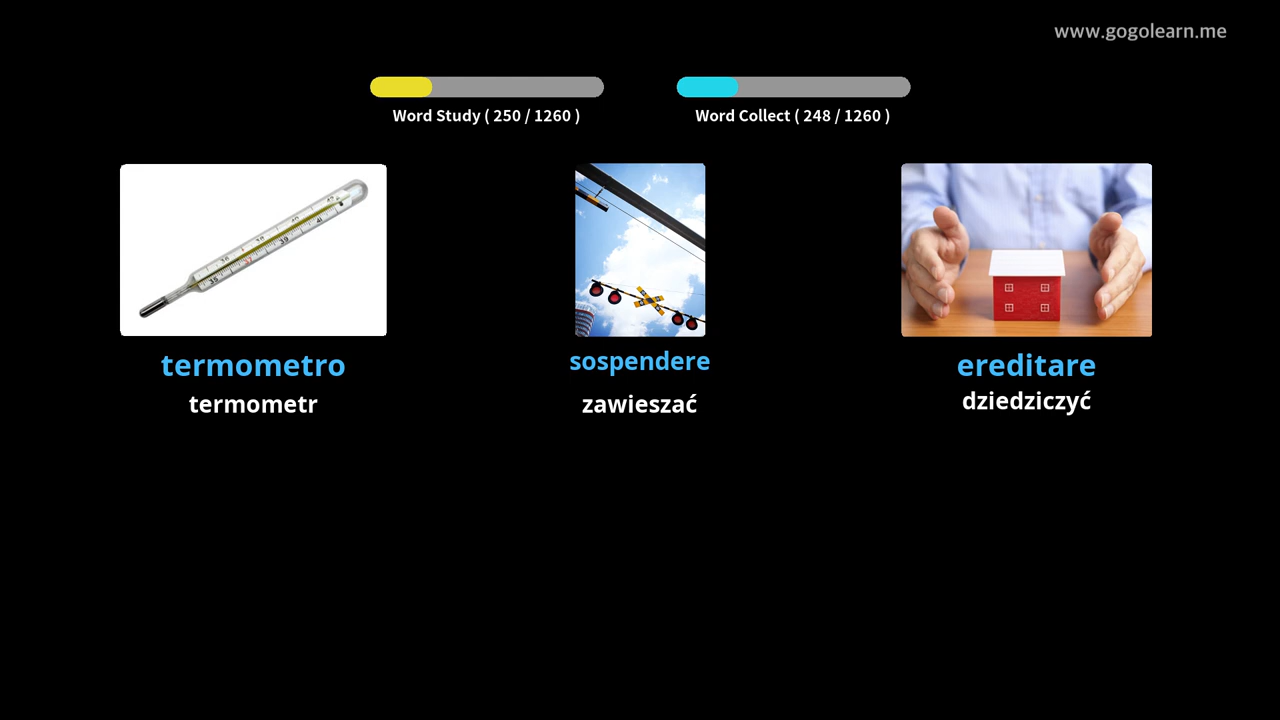 www.gogolearn.me
Word Study ( 250 / 1260 )
Word Collect ( 248 / 1260 )
termometro
termometr
sospendere
zawieszać
ereditare
dziedziczyć